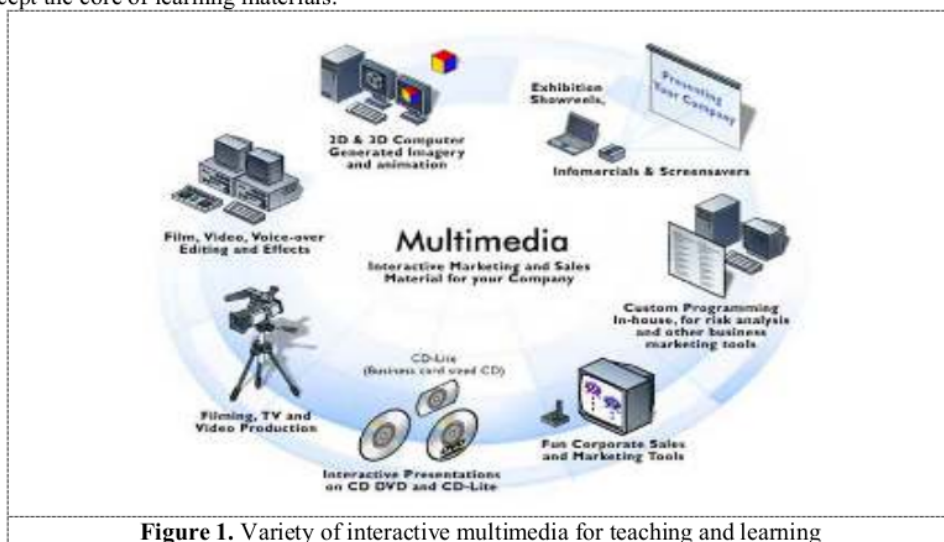 cept the core of learning materials.
2D & 3D Computer
Generated Imagery
and animation
Exhibition
Showreels,
Presenting
Your Company
Infomercials & Screensavers
Film, Video, Voice-over
Editing and Effects
Multimedia
Interactive Marketing and Sales
Material for your Company
Custom Programming
In-house, for risk analysis
and other business
marketing tools
CD-Lite
(Business card sized CD)
Filming, TV and
Video Production
DVD
Fun Corporate Sales
and Marketing Tools
Interactive Presentations
on CD DVD and CD-Lite
Figure 1. Variety of interactive multimedia for teaching and learning